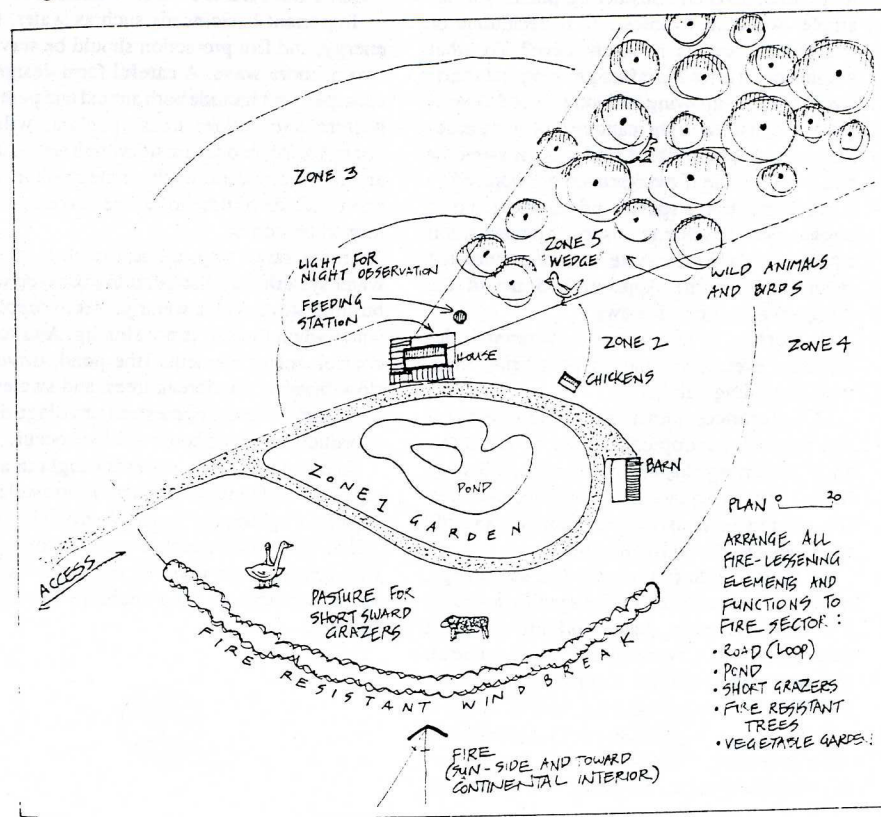 ZONE 3
LIGHT FOR
NIGHT OBSERVATION
FEEDING
STATION
ZONE 5
WEDGE
WILD ANIMALS
AND BIRDS
HOUSE
ZONE 2
ZONE 4
CHICKENS
BARN
POND
ZONE 1 GARDEN
PLAN 0 20
ACCESS
PASTURE FOR
SHORT SWARD
GRAZERS
FIRE RESISTANT WINDBREAK
FIRE
(SUN-SIDE AND TOWARD
CONTINENTAL INTERIOR)
ARRANGE ALL
FIRE-LESSENING
ELEMENTS AND
FUNCTIONS TO
FIRE SECTOR:
• ROAD (LOOP)
• POND
• SHORT GRAZERS
• FIRE RESISTANT
TREES
• VEGETABLE GARDEN